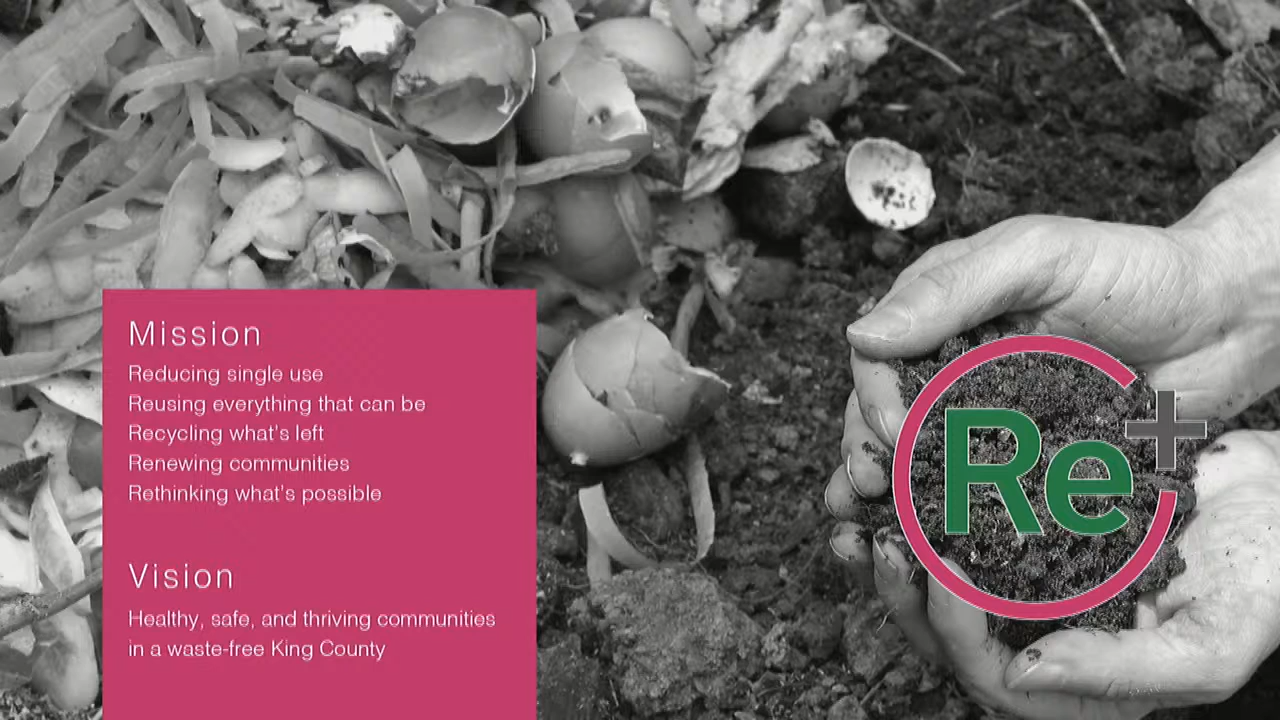 Mission
Reducing single use
Reusing everything that can be
Recycling what's left
Renewing communities
Rethinking what's possible
Vision
Healthy, safe, and thriving communities
in a waste-free King County
Re+